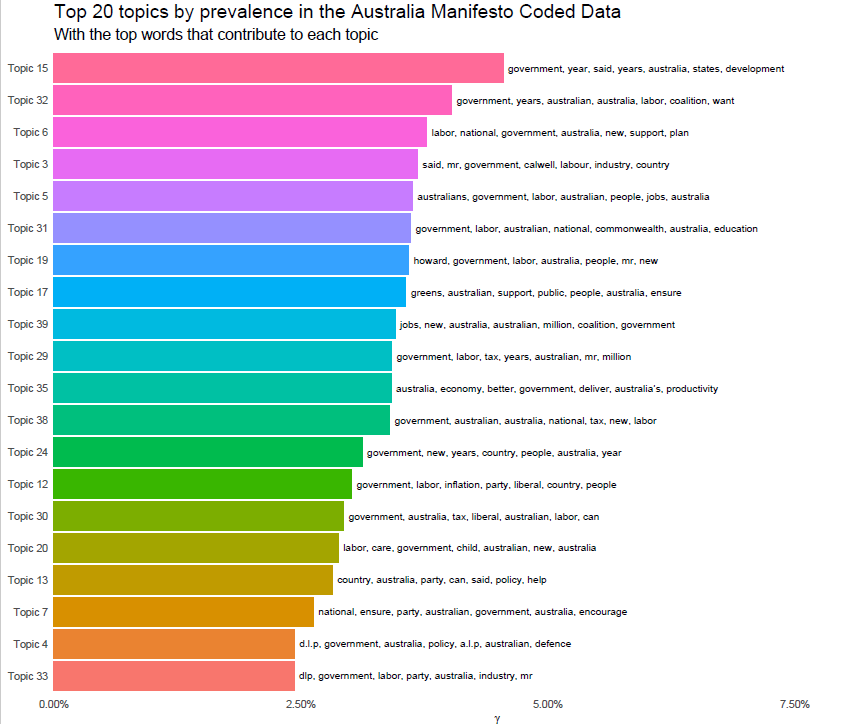 Top 20 topics by prevalence in the Australia Manifesto Coded Data
With the top words that contribute to each topic
Topic 15 government, year, said, years, australia, states, development
Topic 32 government, years, australian, australia, labor, coalition, want
Topic 6 labor, national, government, australia, new, support, plan
Topic 3 said, mr, government, calwell, labour, industry, country
Topic 5 australians, government, labor, australian, people, jobs, australia
Topic 31 government, labor, australian, national, commonwealth, australia, education
Topic 19 howard, government, labor, australia, people, mr, new
Topic 17 greens, australian, support, public, people, australia, ensure
Topic 39 jobs, new, australia, australian, million, coalition, government
Topic 29 government, labor, tax, years, australian, mr, million
Topic 35 australia, economy, better, government, deliver, australia's, productivity
Topic 38 government, australian, australia, national, tax, new, labor
Topic 24 government, new, years, country, people, australia, year
Topic 12 government, labor, inflation, party, liberal, country, people
Topic 30 government, australia, tax, liberal, australian, labor, can
Topic 20 labor, care, government, child, australian, new, australia
Topic 13 country, australia, party, can, said, policy, help
Topic 7 national, ensure, party, australian, government, australia, encourage
Topic 4 d.l.p, government, australia, policy, a.l.p, australian, defence
Topic 33 dlp, government, labor, party, australia, industry, mr
0.00% 2.50% 5.00% 7.50%
γ